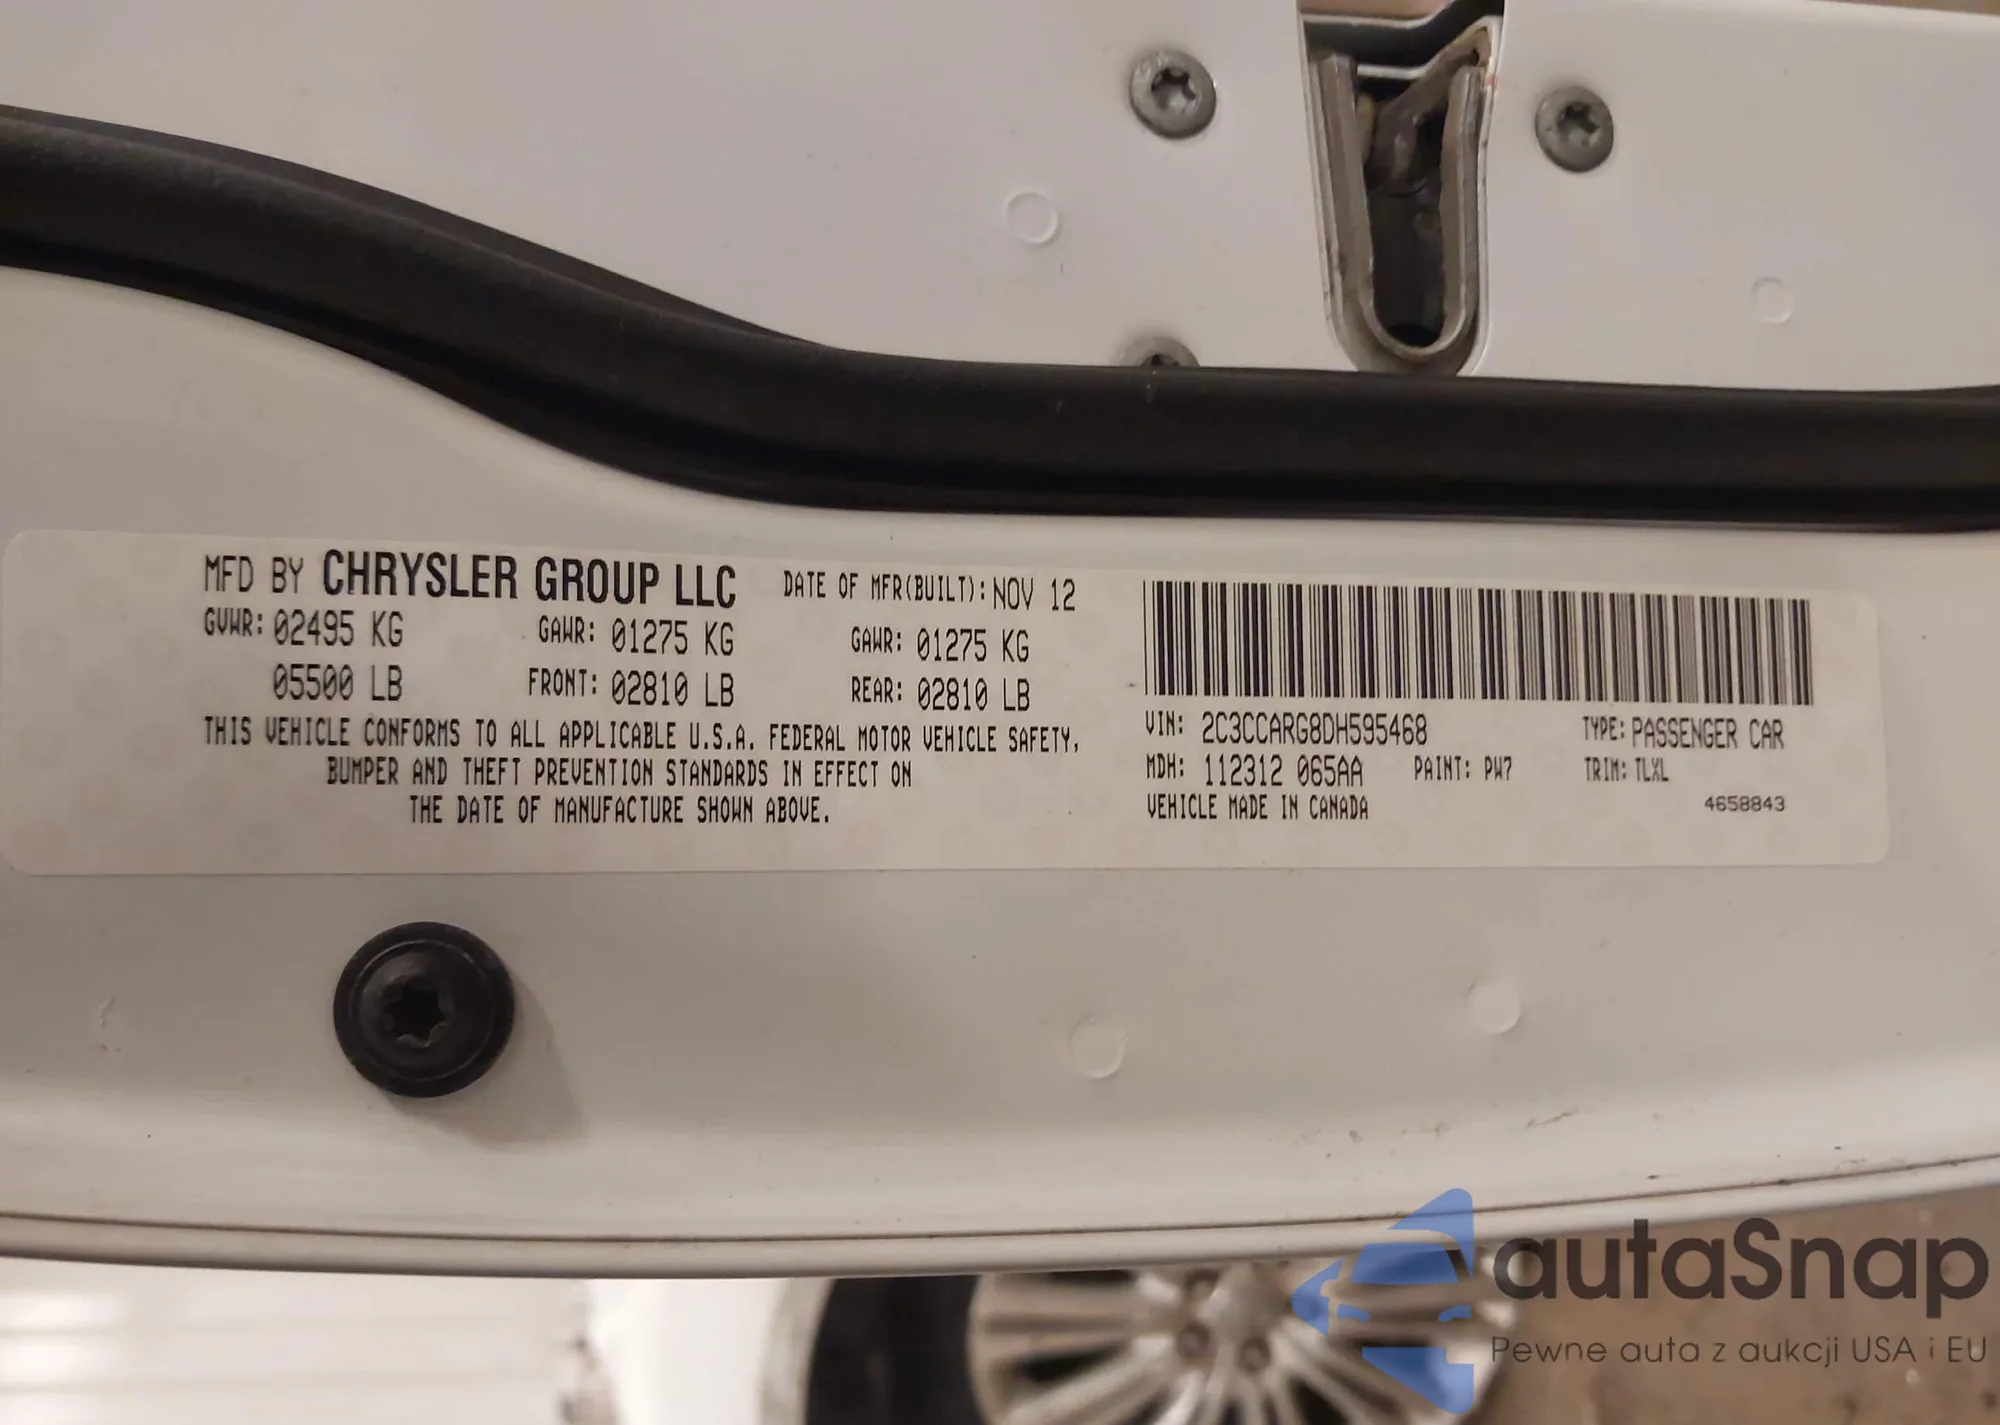 MFD BY CHRYSLER GROUP LLC DATE OF MFR(BUILT): NOV 12
GVWR: 02495 KG GAWR: 01275 KG GAWR: 01275 KG
05500 LB FRONT: 02810 LB REAR: 02810 LB
THIS VEHICLE CONFORMS TO ALL APPLICABLE U.S.A. FEDERAL MOTOR VEHICLE SAFETY,
BUMPER AND THEFT PREVENTION STANDARDS IN EFFECT ON
THE DATE OF MANUFACTURE SHOWN ABOVE.
VIN: 2C3CCARG8DH595468 TYPE: PASSENGER CAR
MDH: 112312 065AA PAINT: PW7 TRIM: TLXL
VEHICLE MADE IN CANADA 4658843
autaSnap
Pewne auta z aukcji USA i EU